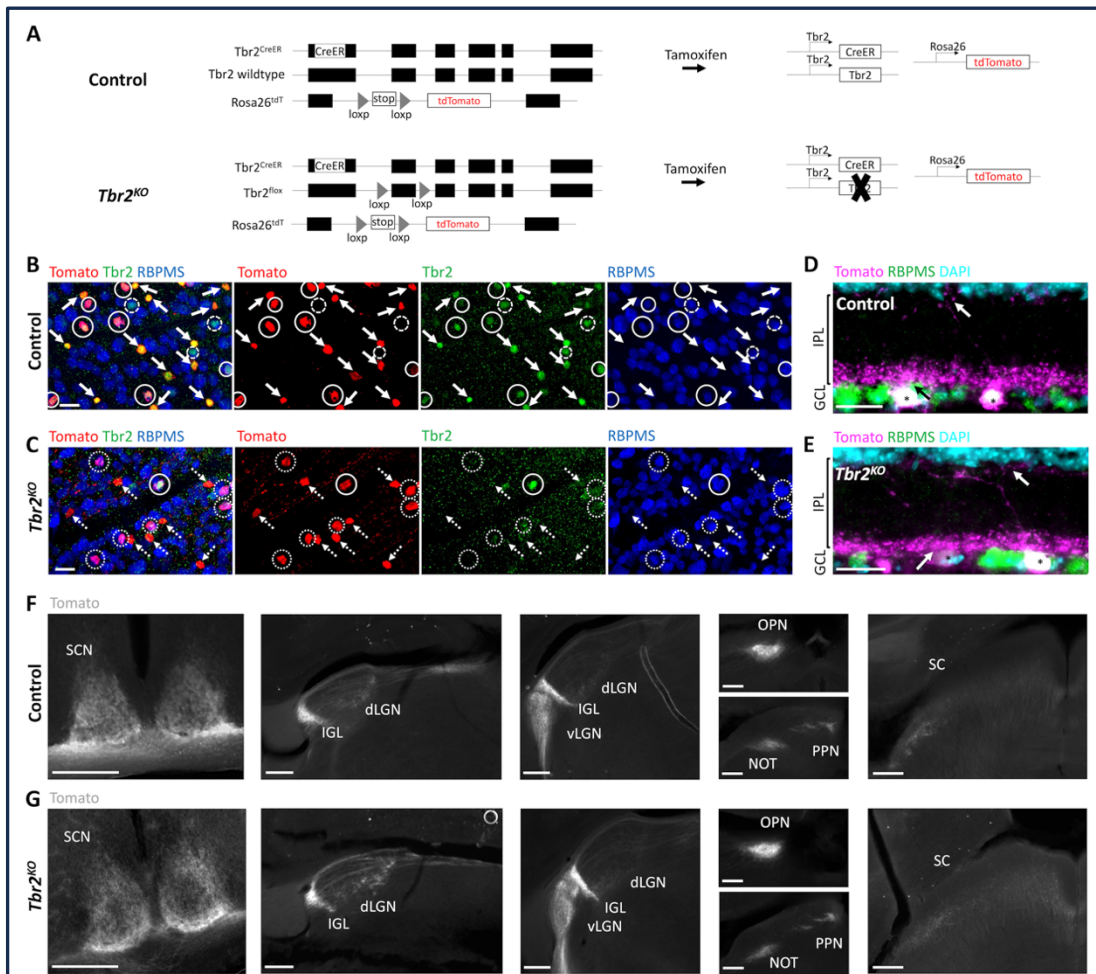 A
Control
Tbr2CreER
CreER
Tbr2 wildtype
Rosa26tdT
stop
tdTomato
loxp
loxp
Tamoxifen
Tbr2
CreER
Tbr2
Tbr2
Rosa26
tdTomato
Tbr2KO
Tbr2CreER
CreER
Tbr2flox
loxp
loxp
Rosa26tdT
stop
tdTomato
loxp
loxp
Tamoxifen
Tbr2
CreER
Tbr2
Rosa26
tdTomato
B
Tomato Tbr2 RBPMS
Tomato
Tbr2
RBPMS
Control
C
Tomato Tbr2 RBPMS
Tomato
Tbr2
RBPMS
Tbr2KO
D
Tomato RBPMS DAPI
Control
IPL
GCL
*
*
E
Tomato RBPMS DAPI
Tbr2KO
IPL
GCL
*
*
F
Tomato
Control
SCN
dLGN
IGL
dLGN
IGL
vLGN
OPN
PPN
NOT
SC
G
Tomato
Tbr2KO
SCN
dLGN
IGL
dLGN
IGL
vLGN
OPN
PPN
NOT
SC